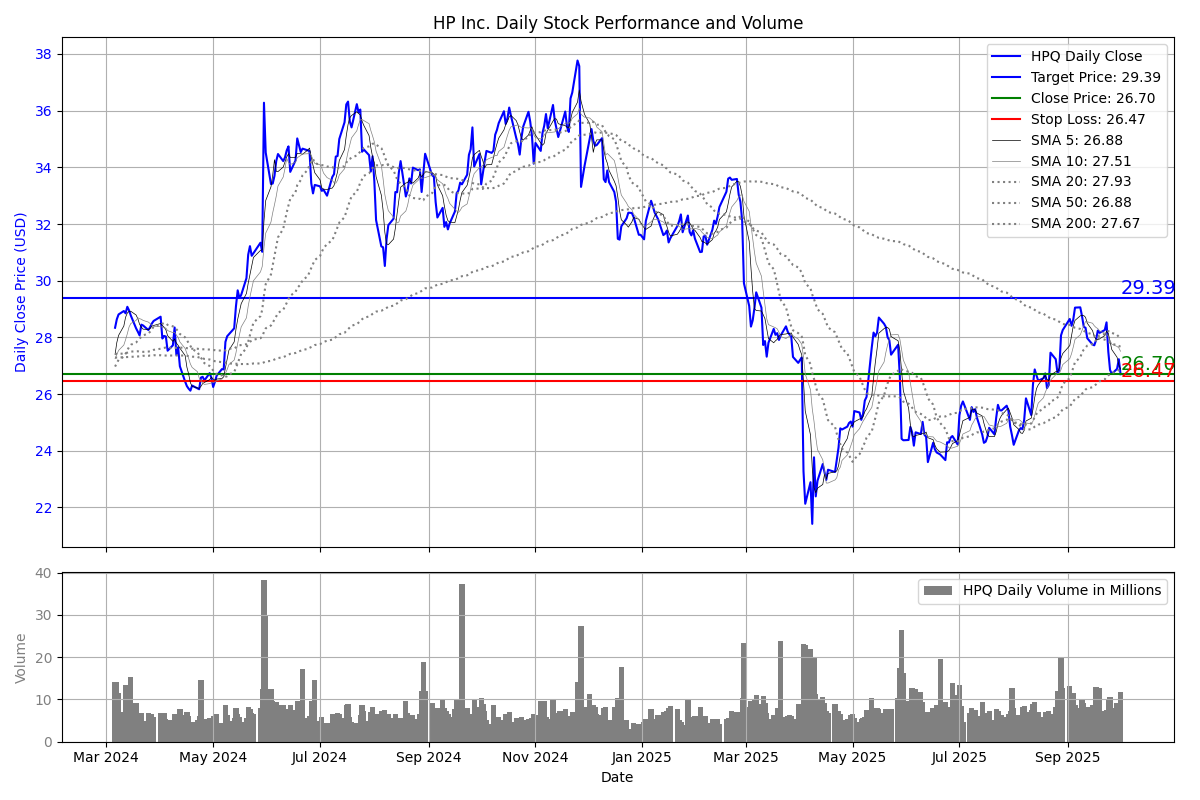 HP Inc. Daily Stock Performance and Volume
Daily Close Price (USD)
38
36
34
32
30
28
26
24
22
HPQ Daily Close
Target Price: 29.39
Close Price: 26.70
Stop Loss: 26.47
SMA 5: 26.88
SMA 10: 27.51
SMA 20: 27.93
SMA 50: 26.88
SMA 200: 27.67
29.39
26.70
26.47
Volume
40
30
20
10
0
HPQ Daily Volume in Millions
Mar 2024
May 2024
Jul 2024
Sep 2024
Nov 2024
Jan 2025
Mar 2025
May 2025
Jul 2025
Sep 2025
Date